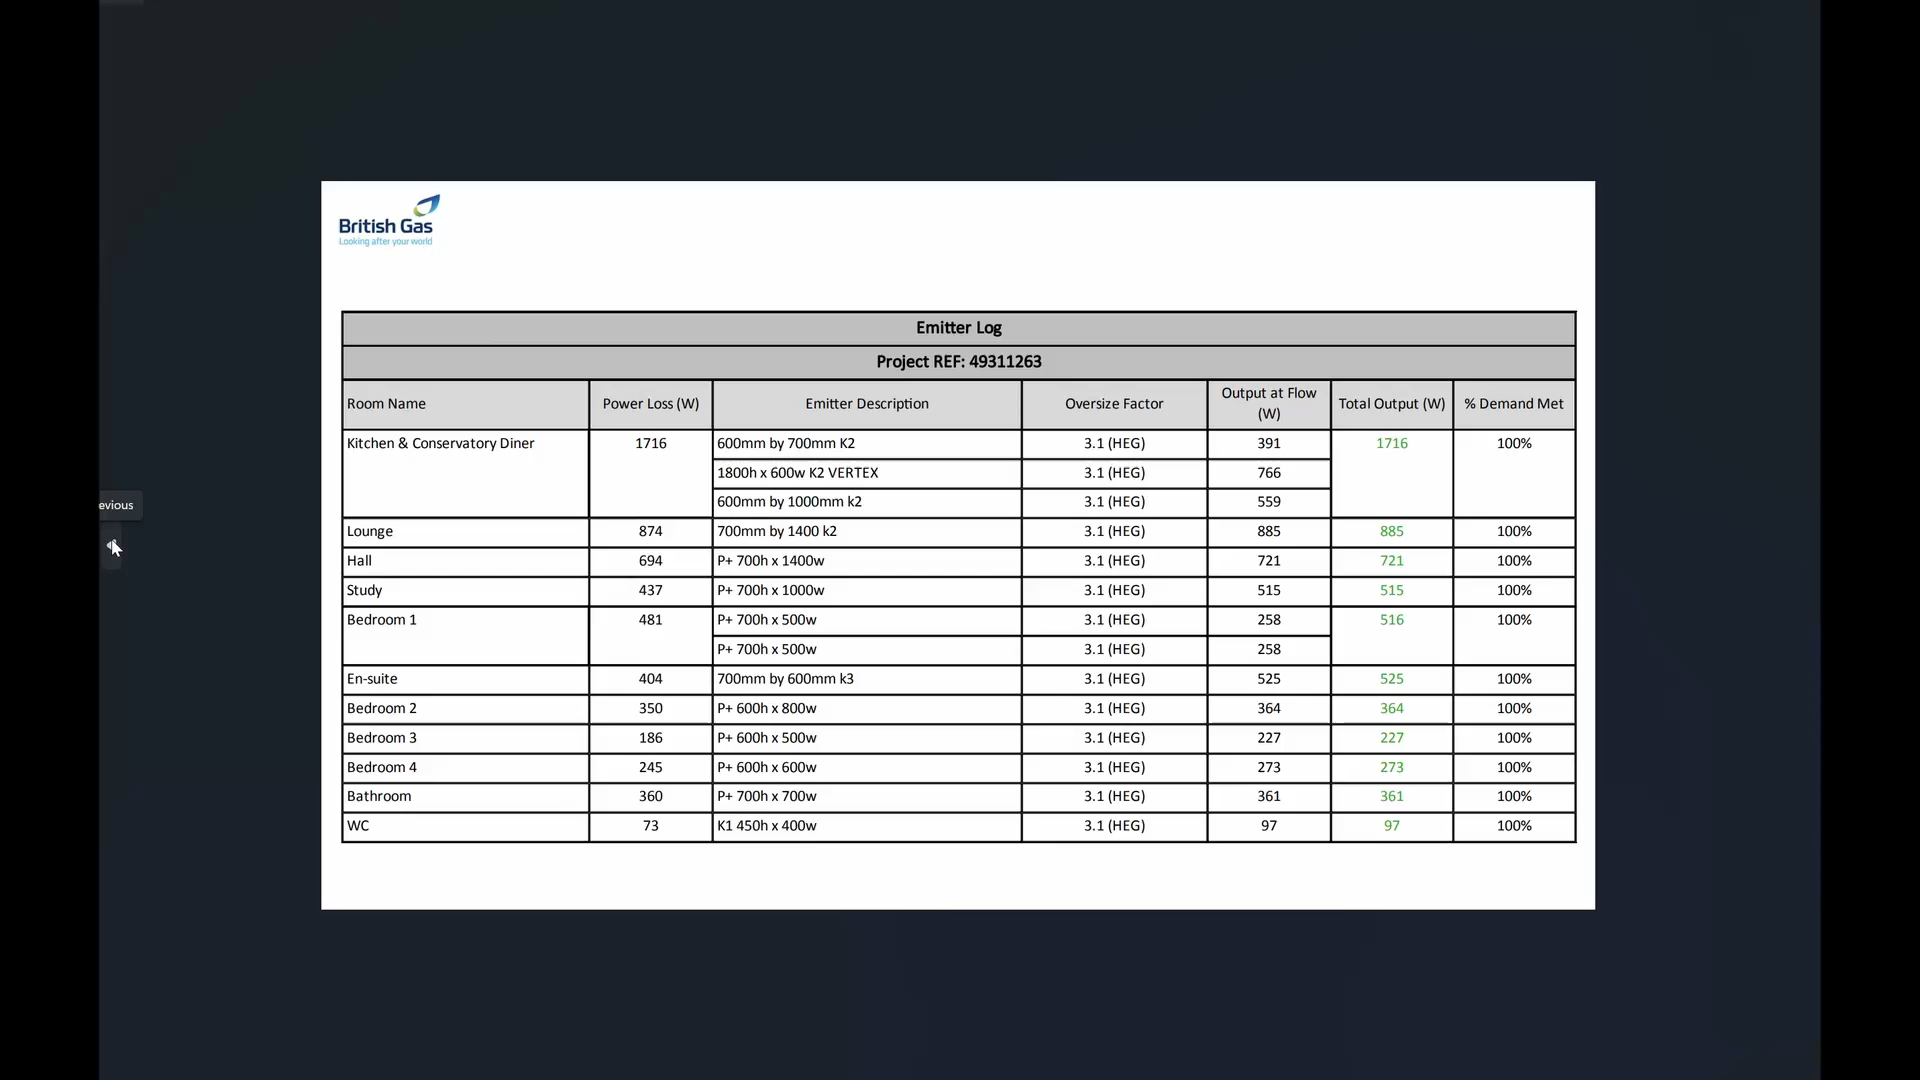 British Gas
Looking after your world
Emitter Log
Project REF: 49311263
Room Name Power Loss (W) Emitter Description Oversize Factor Output at Flow (W) Total Output (W) % Demand Met
Kitchen & Conservatory Diner 1716 600mm by 700mm K2 3.1 (HEG) 391 1716 100%
1800h x 600w K2 VERTEX 3.1 (HEG) 766
600mm by 1000mm k2 3.1 (HEG) 559
evious
Lounge 874 700mm by 1400 k2 3.1 (HEG) 885 885 100%
Hall 694 P+ 700h x 1400w 3.1 (HEG) 721 721 100%
Study 437 P+ 700h x 1000w 3.1 (HEG) 515 515 100%
Bedroom 1 481 P+ 700h x 500w 3.1 (HEG) 258 516 100%
P+ 700h x 500w 3.1 (HEG) 258
En-suite 404 700mm by 600mm k3 3.1 (HEG) 525 525 100%
Bedroom 2 350 P+ 600h x 800w 3.1 (HEG) 364 364 100%
Bedroom 3 186 P+ 600h x 500w 3.1 (HEG) 227 227 100%
Bedroom 4 245 P+ 600h x 600w 3.1 (HEG) 273 273 100%
Bathroom 360 P+ 700h x 700w 3.1 (HEG) 361 361 100%
WC 73 K1 450h x 400w 3.1 (HEG) 97 97 100%